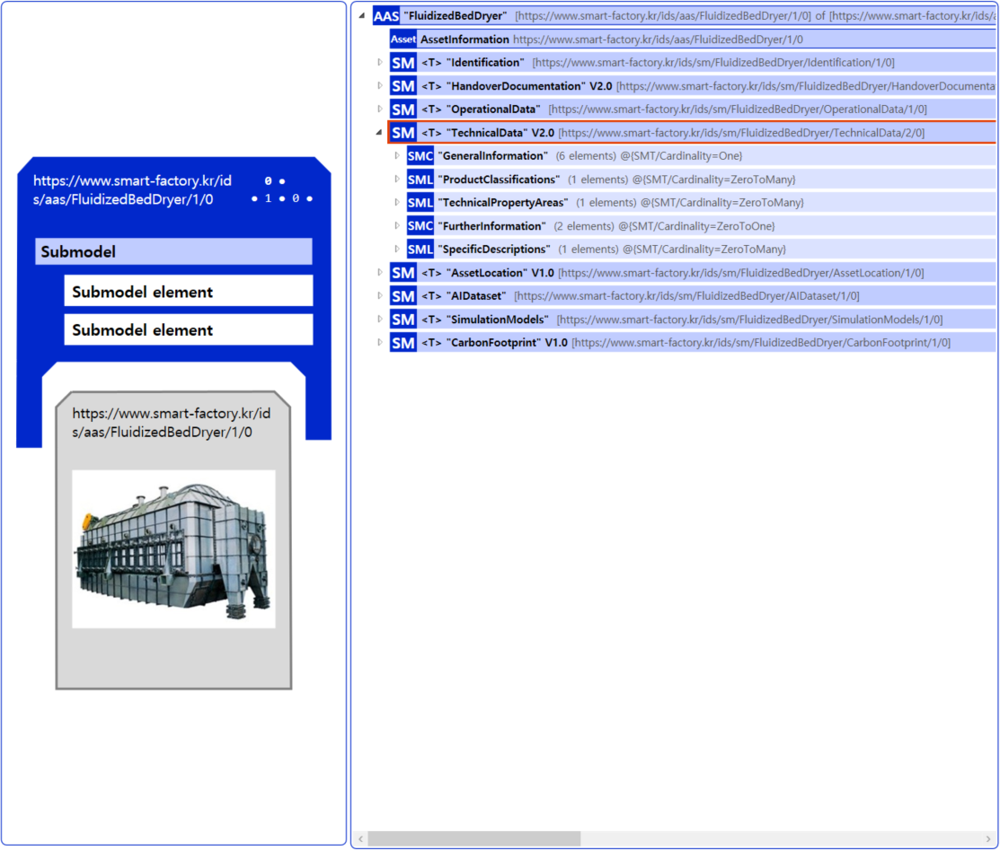 https://www.smart-factory.kr/id
s/aas/FluidizedBedDryer/1/0
0 ●
● 1 ● 0 ●
Submodel
Submodel element
Submodel element
https://www.smart-factory.kr/id
s/aas/FluidizedBedDryer/1/0
AAS "FluidizedBedDryer" [https://www.smart-factory.kr/ids/aas/FluidizedBedDryer/1/0] of [https://www.smart-factory.kr/ids/a
Asset AssetInformation https://www.smart-factory.kr/ids/aas/FluidizedBedDryer/1/0
SM <T> "Identification" [https://www.smart-factory.kr/ids/sm/FluidizedBedDryer/Identification/1/0]
SM <T> "HandoverDocumentation" V2.0 [https://www.smart-factory.kr/ids/sm/FluidizedBedDryer/HandoverDocumenta
SM <T> "OperationalData" [https://www.smart-factory.kr/ids/sm/FluidizedBedDryer/OperationalData/1/0]
SM <T> "TechnicalData" V2.0 [https://www.smart-factory.kr/ids/sm/FluidizedBedDryer/TechnicalData/2/0]
SMC "GeneralInformation" (6 elements) @{SMT/Cardinality=One}
SML "ProductClassifications" (1 elements) @{SMT/Cardinality=ZeroToMany}
SML "TechnicalPropertyAreas" (1 elements) @{SMT/Cardinality=ZeroToMany}
SMC "FurtherInformation" (2 elements) @{SMT/Cardinality=ZeroToOne}
SML "SpecificDescriptions" (1 elements) @{SMT/Cardinality=ZeroToMany}
SM <T> "AssetLocation" V1.0 [https://www.smart-factory.kr/ids/sm/FluidizedBedDryer/AssetLocation/1/0]
SM <T> "AIDataset" [https://www.smart-factory.kr/ids/sm/FluidizedBedDryer/AIDataset/1/0]
SM <T> "SimulationModels" [https://www.smart-factory.kr/ids/sm/FluidizedBedDryer/SimulationModels/1/0]
SM <T> "CarbonFootprint" V1.0 [https://www.smart-factory.kr/ids/sm/FluidizedBedDryer/CarbonFootprint/1/0]